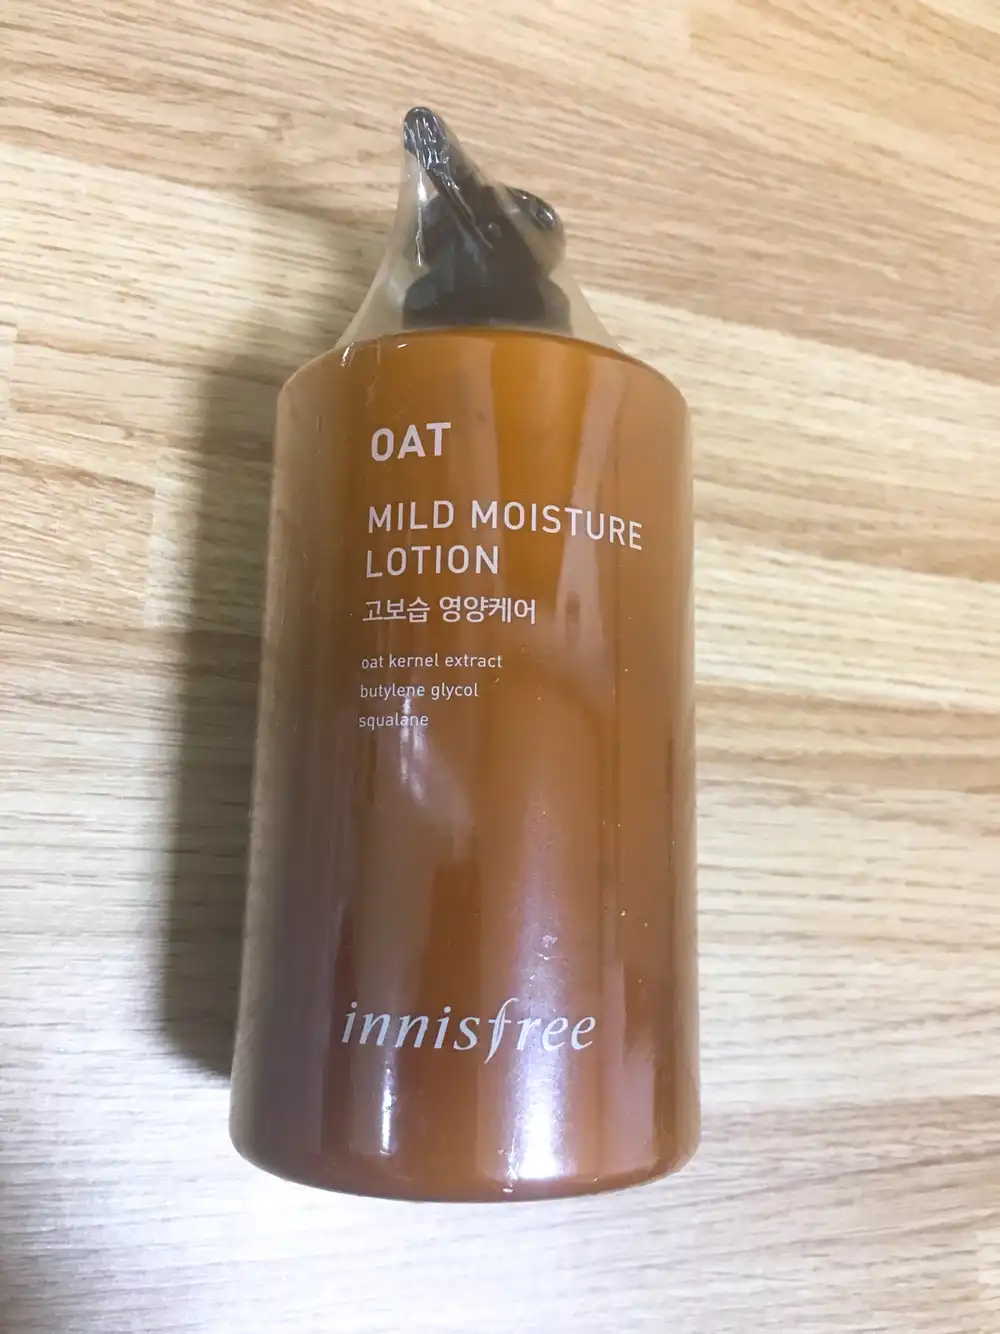 OAT
MILD MOISTURE
LOTION
고보습 영양케어
oat kernel extract
butylene glycol
squalane
innisfree